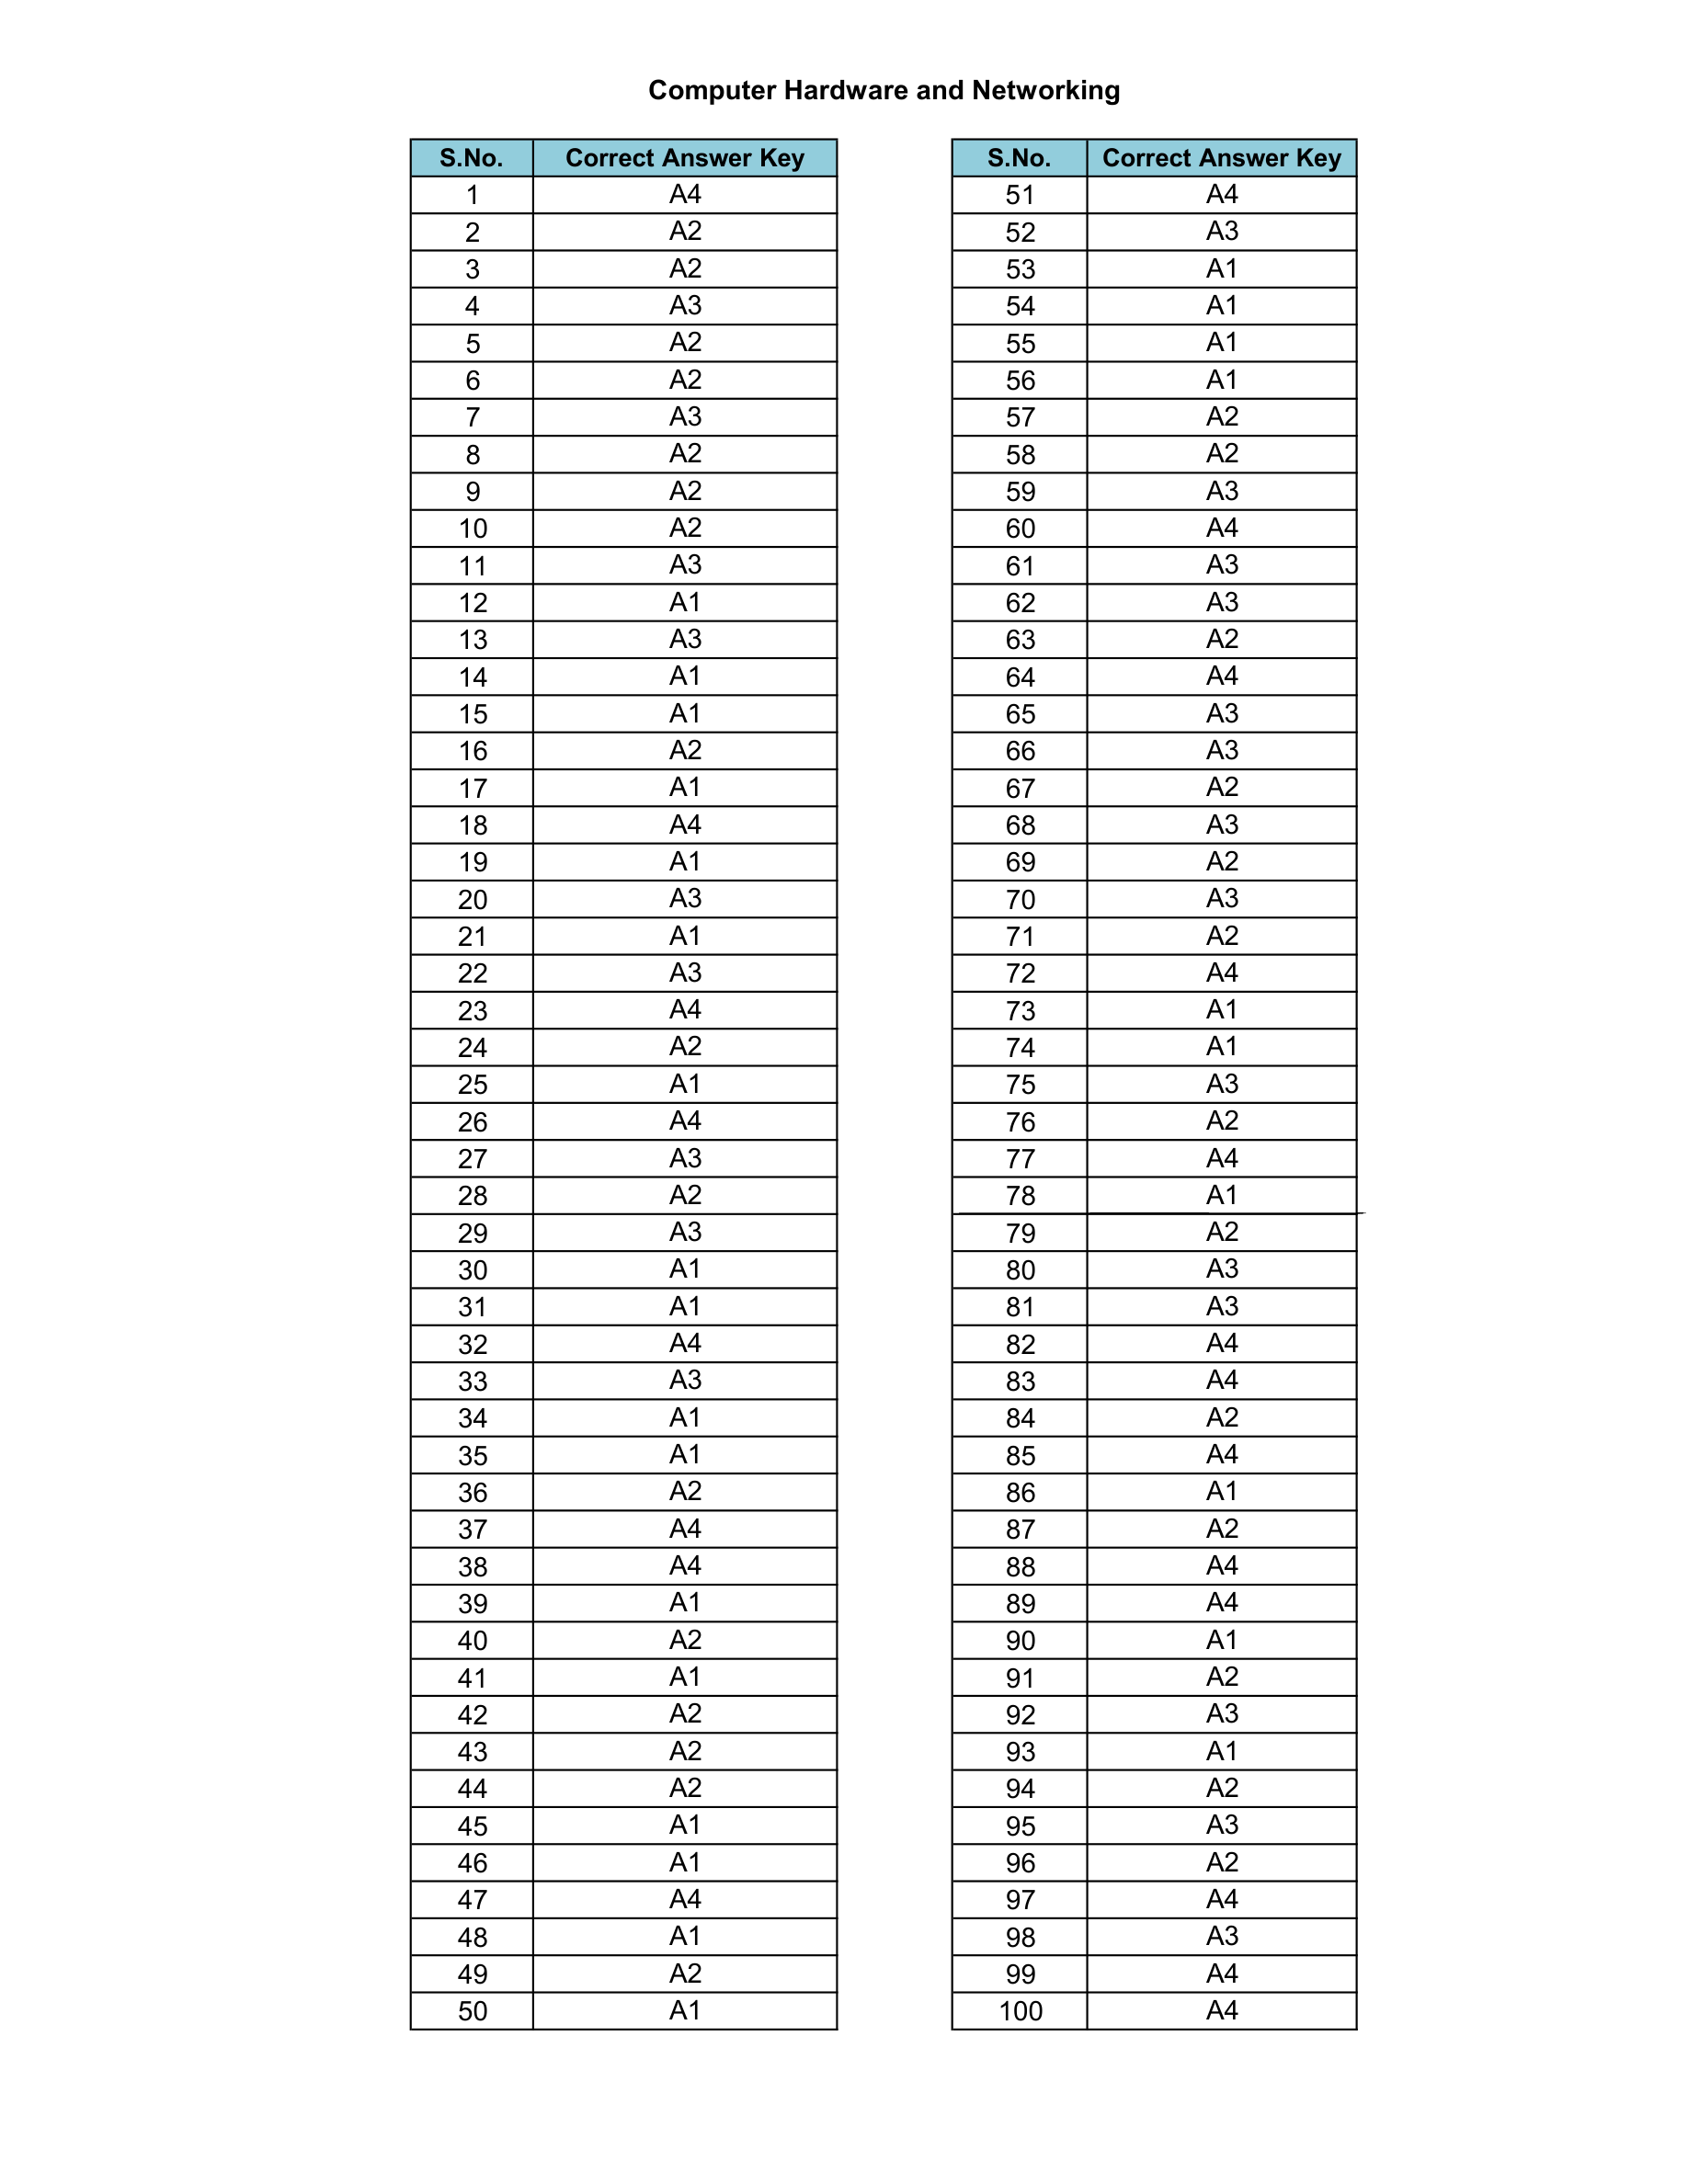 Computer Hardware and Networking
S.No. Correct Answer Key S.No. Correct Answer Key
1 A4 51 A4
2 A2 52 A3
3 A2 53 A1
4 A3 54 A1
5 A2 55 A1
6 A2 56 A1
7 A3 57 A2
8 A2 58 A2
9 A2 59 A3
10 A2 60 A4
11 A3 61 A3
12 A1 62 A3
13 A3 63 A2
14 A1 64 A4
15 A1 65 A3
16 A2 66 A3
17 A1 67 A2
18 A4 68 A3
19 A1 69 A2
20 A3 70 A3
21 A1 71 A2
22 A3 72 A4
23 A4 73 A1
24 A2 74 A1
25 A1 75 A3
26 A4 76 A2
27 A3 77 A4
28 A2 78 A1
29 A3 79 A2
30 A1 80 A3
31 A1 81 A3
32 A4 82 A4
33 A3 83 A4
34 A1 84 A2
35 A1 85 A4
36 A2 86 A1
37 A4 87 A2
38 A4 88 A4
39 A1 89 A4
40 A2 90 A1
41 A1 91 A2
42 A2 92 A3
43 A2 93 A1
44 A2 94 A2
45 A1 95 A3
46 A1 96 A2
47 A4 97 A4
48 A1 98 A3
49 A2 99 A4
50 A1 100 A4